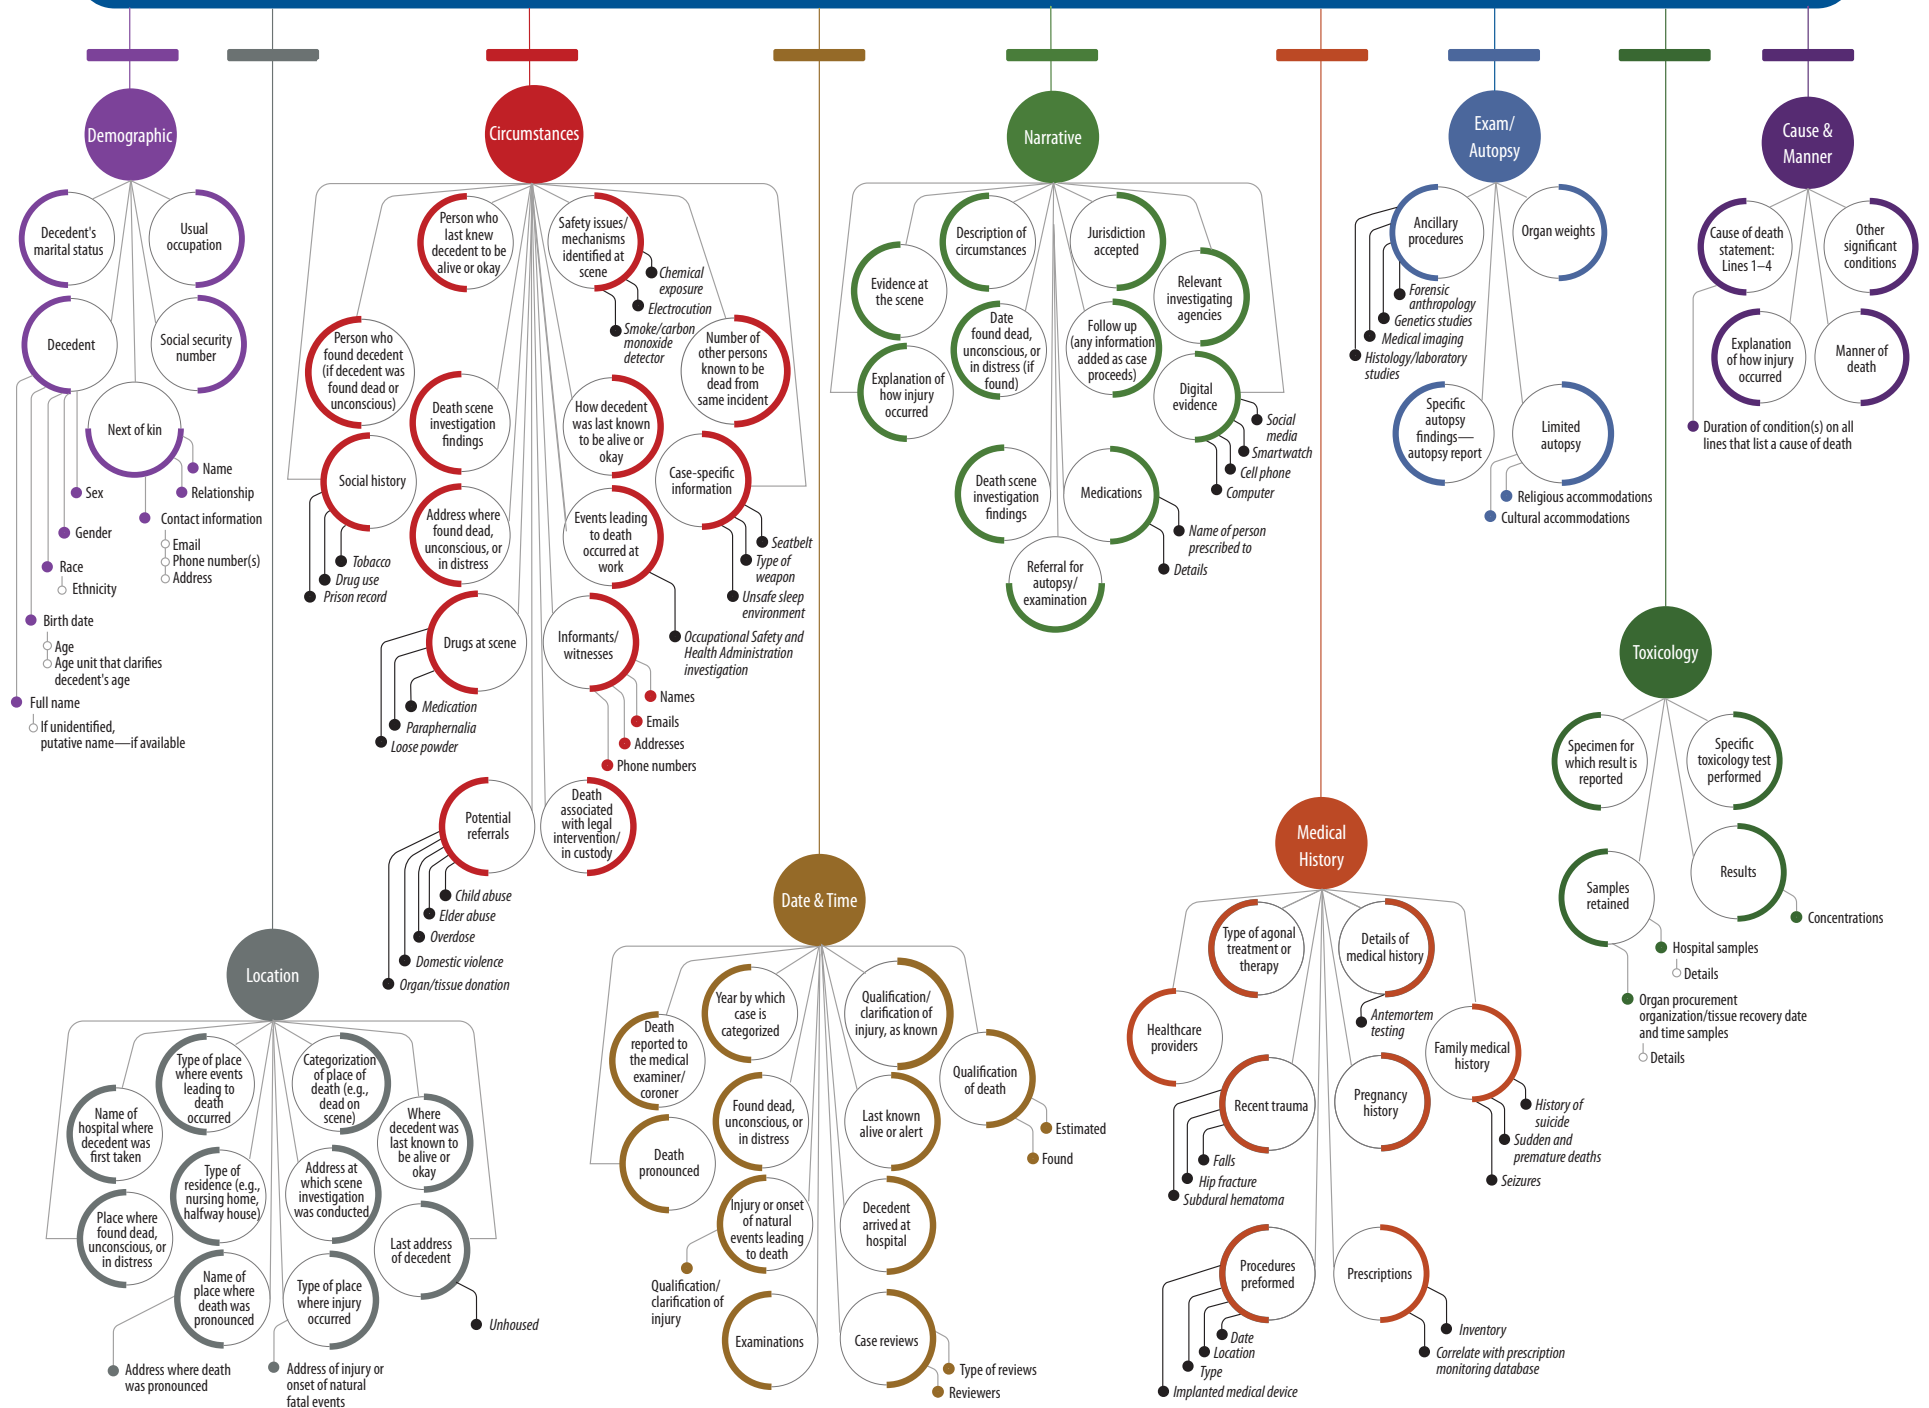 Demographic
Decedent's
marital status
Usual
occupation
Decedent
Social security
number
Next of kin
Name
Relationship
Contact information
Email
Phone number(s)
Address
Sex
Gender
Race
Ethnicity
Birth date
Age
Age unit that clarifies
decedent's age
Full name
If unidentified,
putative name—if available
Location
Type of place
where events
leading to
death
occurred
Categorization
of place of
death (e.g.,
dead on
scene)
Name of
hospital where
decedent was
first taken
Where
decedent was
last known to
be alive or
okay
Type of
residence (e.g.,
nursing home,
halfway house)
Address at
which scene
investigation
was conducted
Place where
found dead,
unconscious, or
in distress
Last address
of decedent
Unhoused
Name of
place where
death was
pronounced
Address where death
was pronounced
Type of place
where injury
occurred
Address of injury or
onset of natural
fatal events
Circumstances
Person who
last knew
decedent to be
alive or okay
Safety issues/
mechanisms
identified at
scene
Chemical
exposure
Electrocution
Smoke/carbon
monoxide
detector
Person who
found decedent
(if decedent was
found dead or
unconscious)
Number of
other persons
known to be
dead from
same incident
Death scene
investigation
findings
How decedent
was last known
to be alive or
okay
Social history
Tobacco
Drug use
Prison record
Case-specific
information
Seatbelt
Type of
weapon
Unsafe sleep
environment
Address where
found dead,
unconscious, or
in distress
Events leading
to death
occurred at
work
Occupational Safety and
Health Administration
investigation
Drugs at scene
Medication
Paraphernalia
Loose powder
Informants/
witnesses
Names
Emails
Addresses
Phone numbers
Potential
referrals
Child abuse
Elder abuse
Overdose
Domestic violence
Organ/tissue donation
Death
associated
with legal
intervention/
in custody
Date & Time
Year by which
case is
categorized
Qualification/
clarification of
injury, as known
Death
reported to
the medical
examiner/
coroner
Qualification
of death
Estimated
Found
Found dead,
unconscious, or
in distress
Last known
alive or alert
Death
pronounced
Injury or onset
of natural
events leading
to death
Qualification/
clarification of
injury
Decedent
arrived at
hospital
Examinations
Case reviews
Type of reviews
Reviewers
Narrative
Description of
circumstances
Jurisdiction
accepted
Evidence at
the scene
Relevant
investigating
agencies
Date
found dead,
unconscious, or
in distress (if
found)
Follow up
(any information
added as case
proceeds)
Explanation of
how injury
occurred
Digital
evidence
Social
media
Smartwatch
Cell phone
Computer
Death scene
investigation
findings
Medications
Name of person
prescribed to
Details
Referral for
autopsy/
examination
Medical
History
Type of agonal
treatment or
therapy
Details of
medical history
Antemortem
testing
Healthcare
providers
Family medical
history
History of
suicide
Sudden and
premature deaths
Seizures
Recent trauma
Falls
Hip fracture
Subdural hematoma
Pregnancy
history
Procedures
preformed
Date
Location
Type
Implanted medical device
Prescriptions
Inventory
Correlate with prescription
monitoring database
Exam/
Autopsy
Ancillary
procedures
Forensic
anthropology
Genetics studies
Medical imaging
Histology/laboratory
studies
Organ weights
Specific
autopsy
findings—
autopsy report
Limited
autopsy
Religious accommodations
Cultural accommodations
Toxicology
Specimen for
which result is
reported
Specific
toxicology test
performed
Samples
retained
Hospital samples
Details
Organ procurement
organization/tissue recovery date
and time samples
Details
Results
Concentrations
Cause &
Manner
Cause of death
statement:
Lines 1–4
Duration of condition(s) on all
lines that list a cause of death
Other
significant
conditions
Explanation
of how injury
occurred
Manner of
death